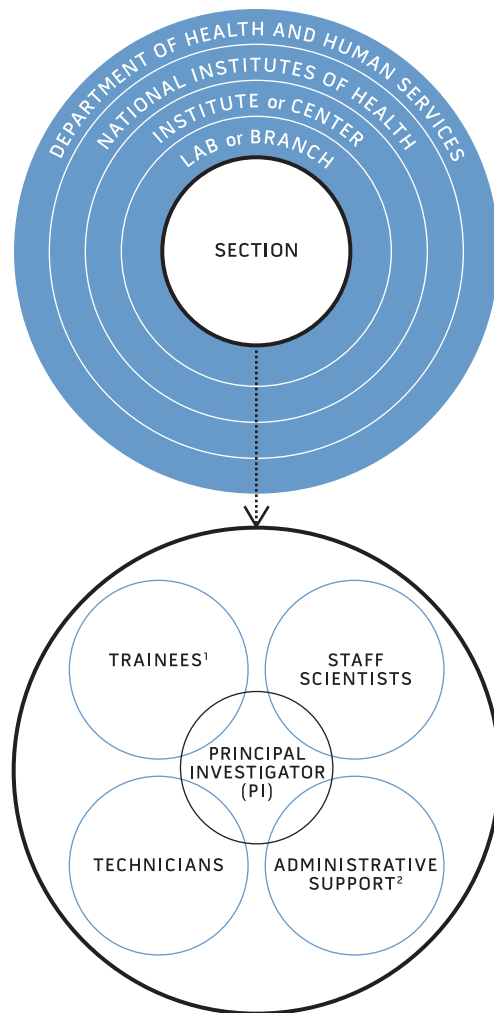 DEPARTMENT OF HEALTH AND HUMAN SERVICES
NATIONAL INSTITUTES OF HEALTH
INSTITUTE or CENTER
LAB or BRANCH
SECTION
TRAINEES¹
STAFF
SCIENTISTS
PRINCIPAL
INVESTIGATOR
(PI)
TECHNICIANS
ADMINISTRATIVE
SUPPORT²